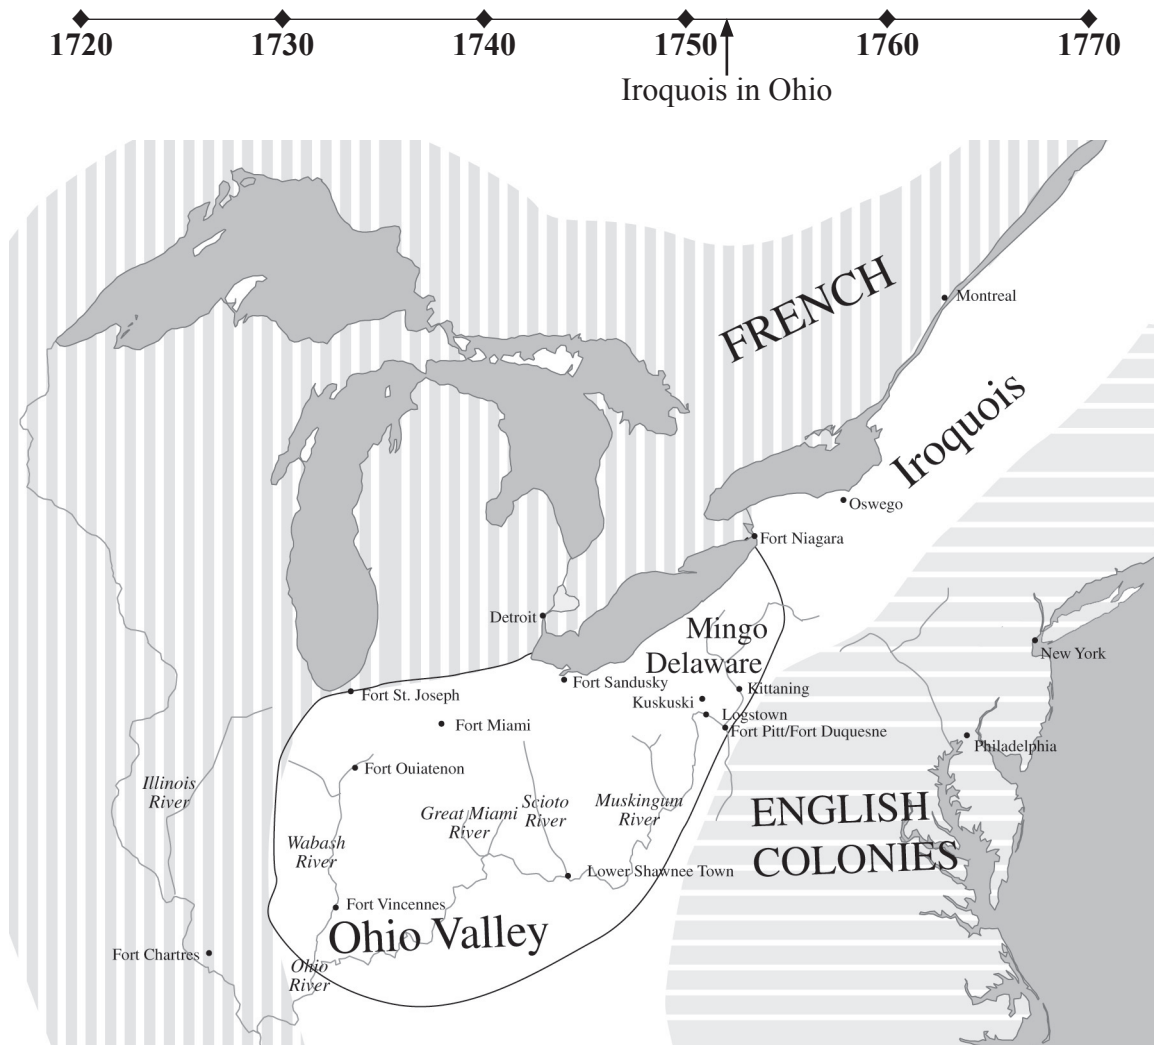 1720 1730 1740 1750 1760 1770
Iroquois in Ohio
FRENCH
Montreal
Iroquois
Oswego
Fort Niagara
Detroit
Mingo
Delaware
New York
Fort St. Joseph
Fort Sandusky
Kittaning
Kuskuski
Logstown
Fort Miami
Fort Pitt/Fort Duquesne
Philadelphia
Fort Ouiatenon
Illinois
River
Wabash
River
Great Miami
River
Scioto
River
Muskingum
River
ENGLISH
COLONIES
Lower Shawnee Town
Fort Vincennes
Ohio Valley
Fort Chartres
Ohio
River